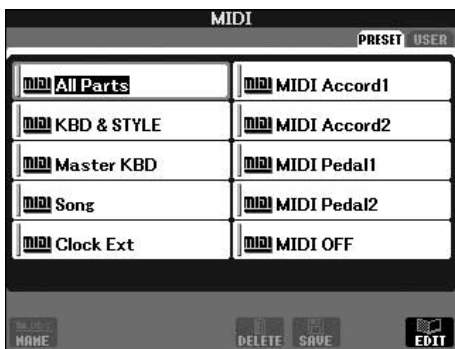 MIDI
PRESET USER
MIDI All Parts
MIDI KBD & STYLE
MIDI Master KBD
MIDI Song
MIDI Clock Ext
MIDI MIDI Accord1
MIDI MIDI Accord2
MIDI MIDI Pedal1
MIDI MIDI Pedal2
MIDI MIDI OFF
NAME DELETE SAVE EDIT